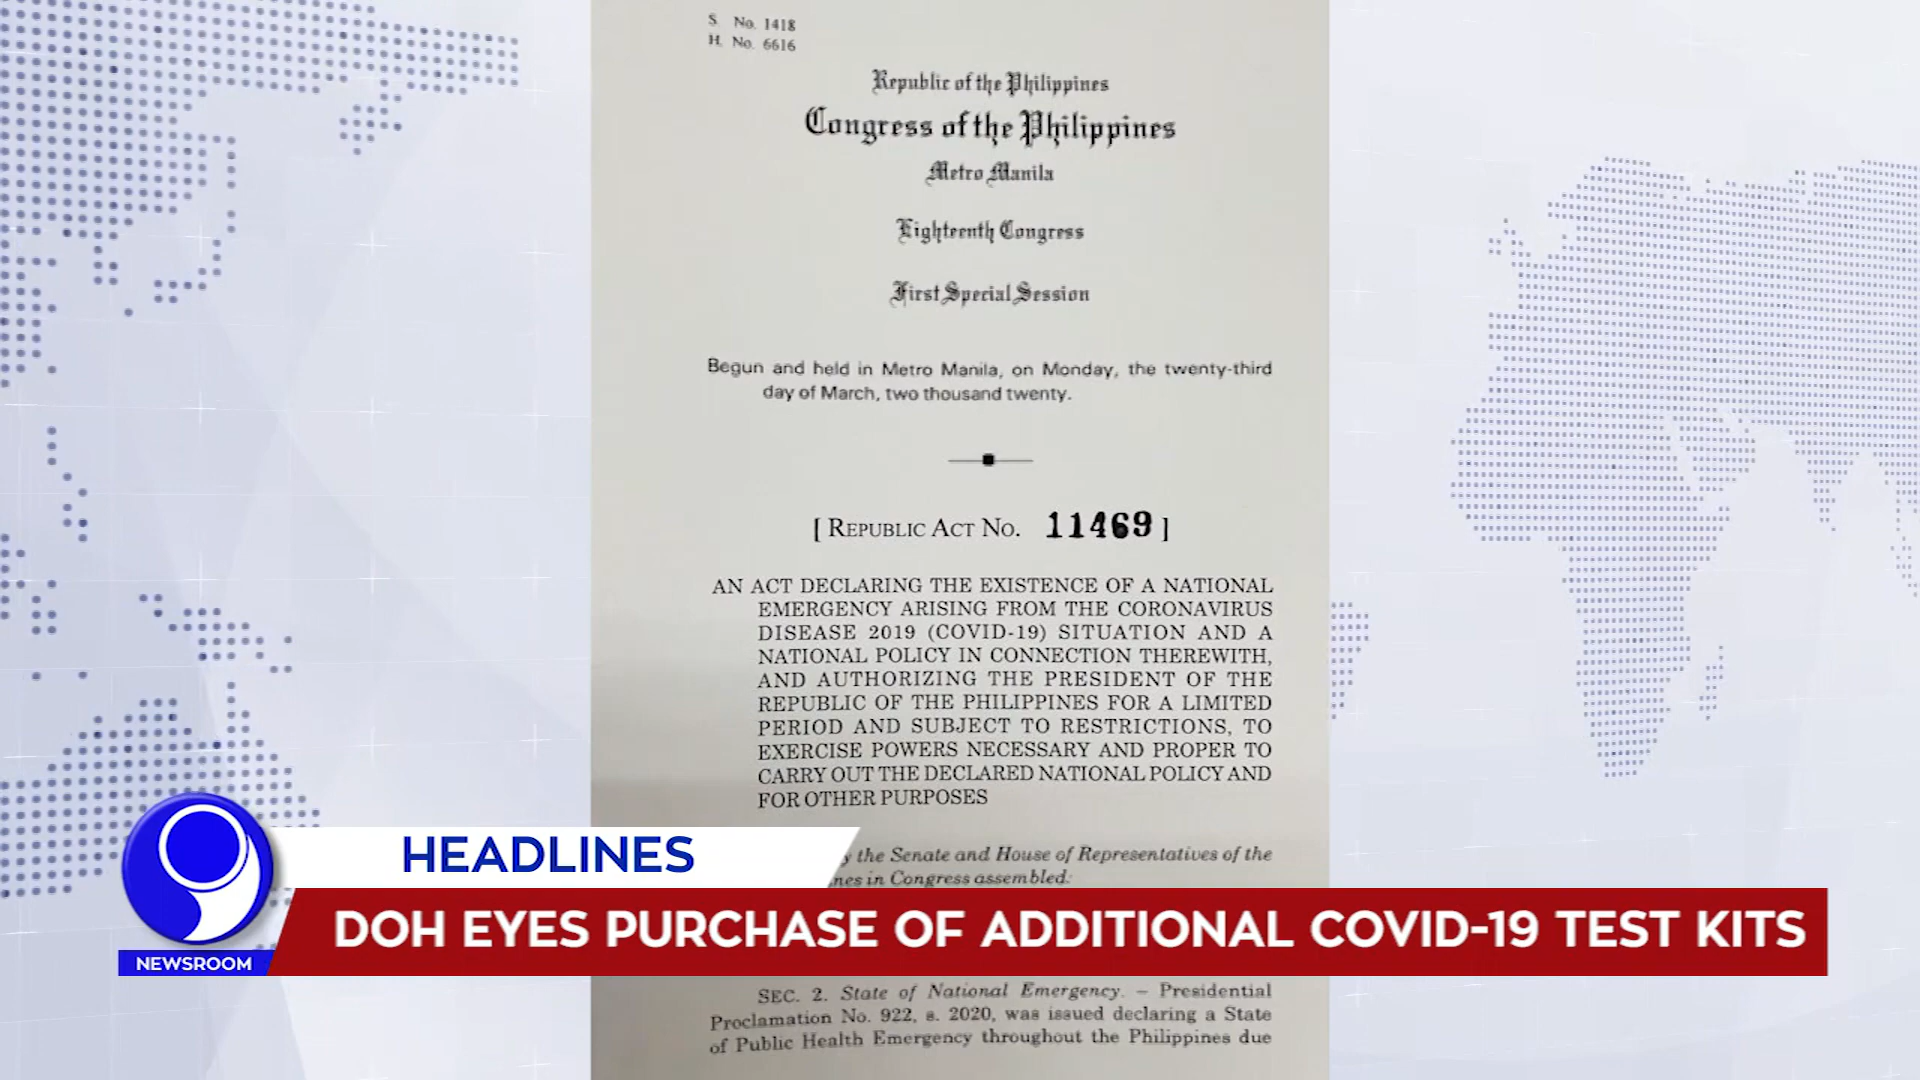 S. No. 1418
H. No. 6616
Republic of the Philippines
Congress of the Philippines
Metro Manila
Eighteenth Congress
First Special Session
Begun and held in Metro Manila, on Monday, the twenty-third
day of March, two thousand twenty.
[ REPUBLIC ACT NO. 11469 ]
AN ACT DECLARING THE EXISTENCE OF A NATIONAL
EMERGENCY ARISING FROM THE CORONAVIRUS
DISEASE 2019 (COVID-19) SITUATION AND A
NATIONAL POLICY IN CONNECTION THEREWITH,
AND AUTHORIZING THE PRESIDENT OF THE
REPUBLIC OF THE PHILIPPINES FOR A LIMITED
PERIOD AND SUBJECT TO RESTRICTIONS, TO
EXERCISE POWERS NECESSARY AND PROPER TO
CARRY OUT THE DECLARED NATIONAL POLICY AND
FOR OTHER PURPOSES
the Senate and House of Representatives of the
in Congress assembled:
HEADLINES
DOH EYES PURCHASE OF ADDITIONAL COVID-19 TEST KITS
NEWSROOM
SEC. 2. State of National Emergency. – Presidential
Proclamation No. 922, s. 2020, was issued declaring a State
of Public Health Emergency throughout the Philippines due